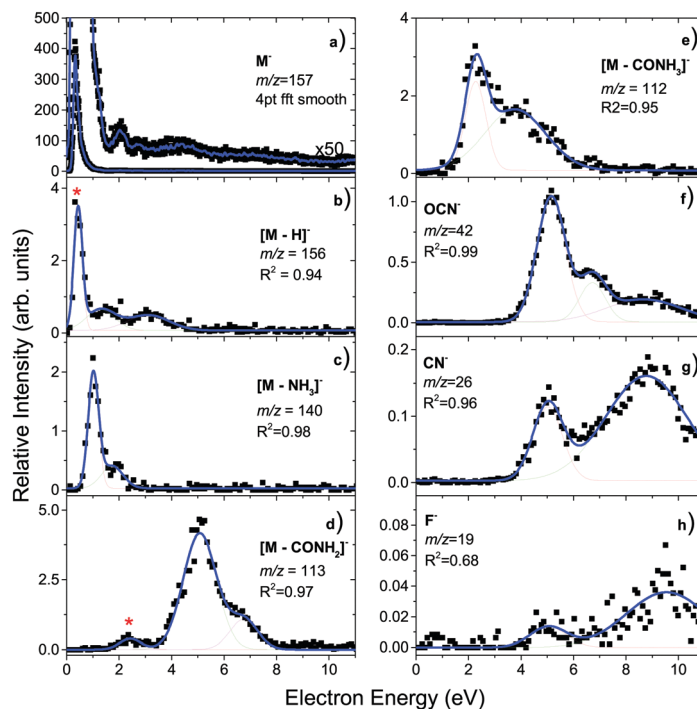 Relative Intensity (arb. units)
500
400
300
200
100
0
a)
M⁻
m/z=157
4pt fft smooth
x50
4
2
0
*
b)
[M - H]⁻
m/z = 156
R² = 0.94
2
1
0
c)
[M - NH₃]⁻
m/z = 140
R²=0.98
5.0
2.5
0.0
*
d)
[M - CONH₂]⁻
m/z = 113
R²=0.97
0 2 4 6 8 10
4
2
0
e)
[M - CONH₃]⁻
m/z = 112
R2=0.95
1.0
0.5
0.0
f)
OCN⁻
m/z=42
R²=0.99
0.2
0.1
0.0
g)
CN⁻
m/z=26
R²=0.96
0.08
0.06
0.04
0.02
0.00
h)
F⁻
m/z=19
R²=0.68
0 2 4 6 8 10
Electron Energy (eV)